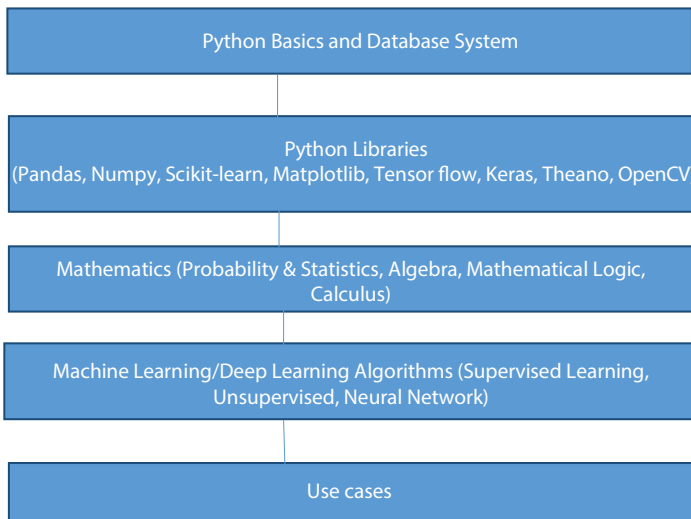 Python Basics and Database System
Python Libraries
(Pandas, Numpy, Scikit-learn, Matplotlib, Tensor flow, Keras, Theano, OpenCV
Mathematics (Probability & Statistics, Algebra, Mathematical Logic,
Calculus)
Machine Learning/Deep Learning Algorithms (Supervised Learning,
Unsupervised, Neural Network)
Use cases